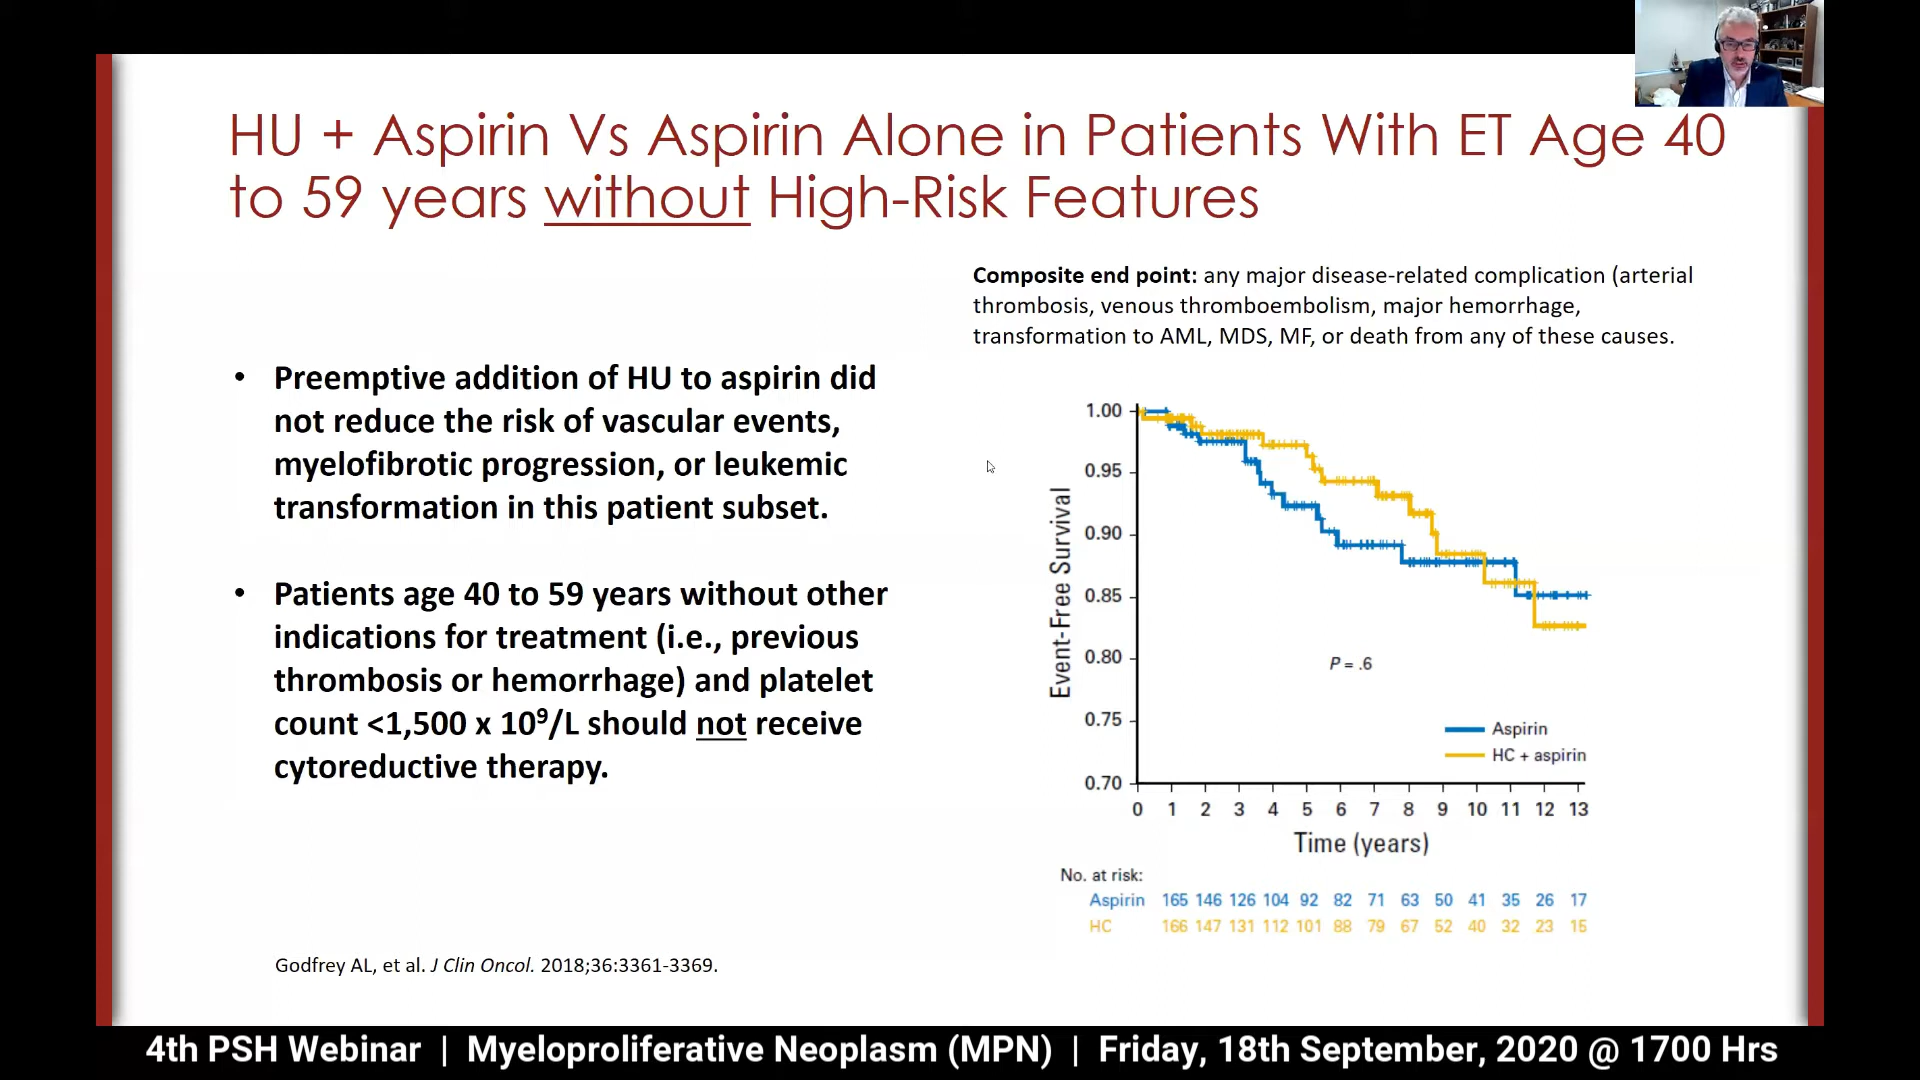 HU + Aspirin Vs Aspirin Alone in Patients With ET Age 40
to 59 years without High-Risk Features
Composite end point: any major disease-related complication (arterial
thrombosis, venous thromboembolism, major hemorrhage,
transformation to AML, MDS, MF, or death from any of these causes.
• Preemptive addition of HU to aspirin did
not reduce the risk of vascular events,
myelofibrotic progression, or leukemic
transformation in this patient subset.
• Patients age 40 to 59 years without other
indications for treatment (i.e., previous
thrombosis or hemorrhage) and platelet
count <1,500 x 10⁹/L should not receive
cytoreductive therapy.
Event-Free Survival
1.00
0.95
0.90
0.85
0.80
0.75
0.70
P = .6
Aspirin
HC + aspirin
0 1 2 3 4 5 6 7 8 9 10 11 12 13
Time (years)
No. at risk:
Aspirin 165 146 126 104 92 82 71 63 50 41 35 26 17
HC 166 147 131 112 101 88 79 67 52 40 32 23 15
Godfrey AL, et al. J Clin Oncol. 2018;36:3361-3369.
4th PSH Webinar | Myeloproliferative Neoplasm (MPN) | Friday, 18th September, 2020 @ 1700 Hrs